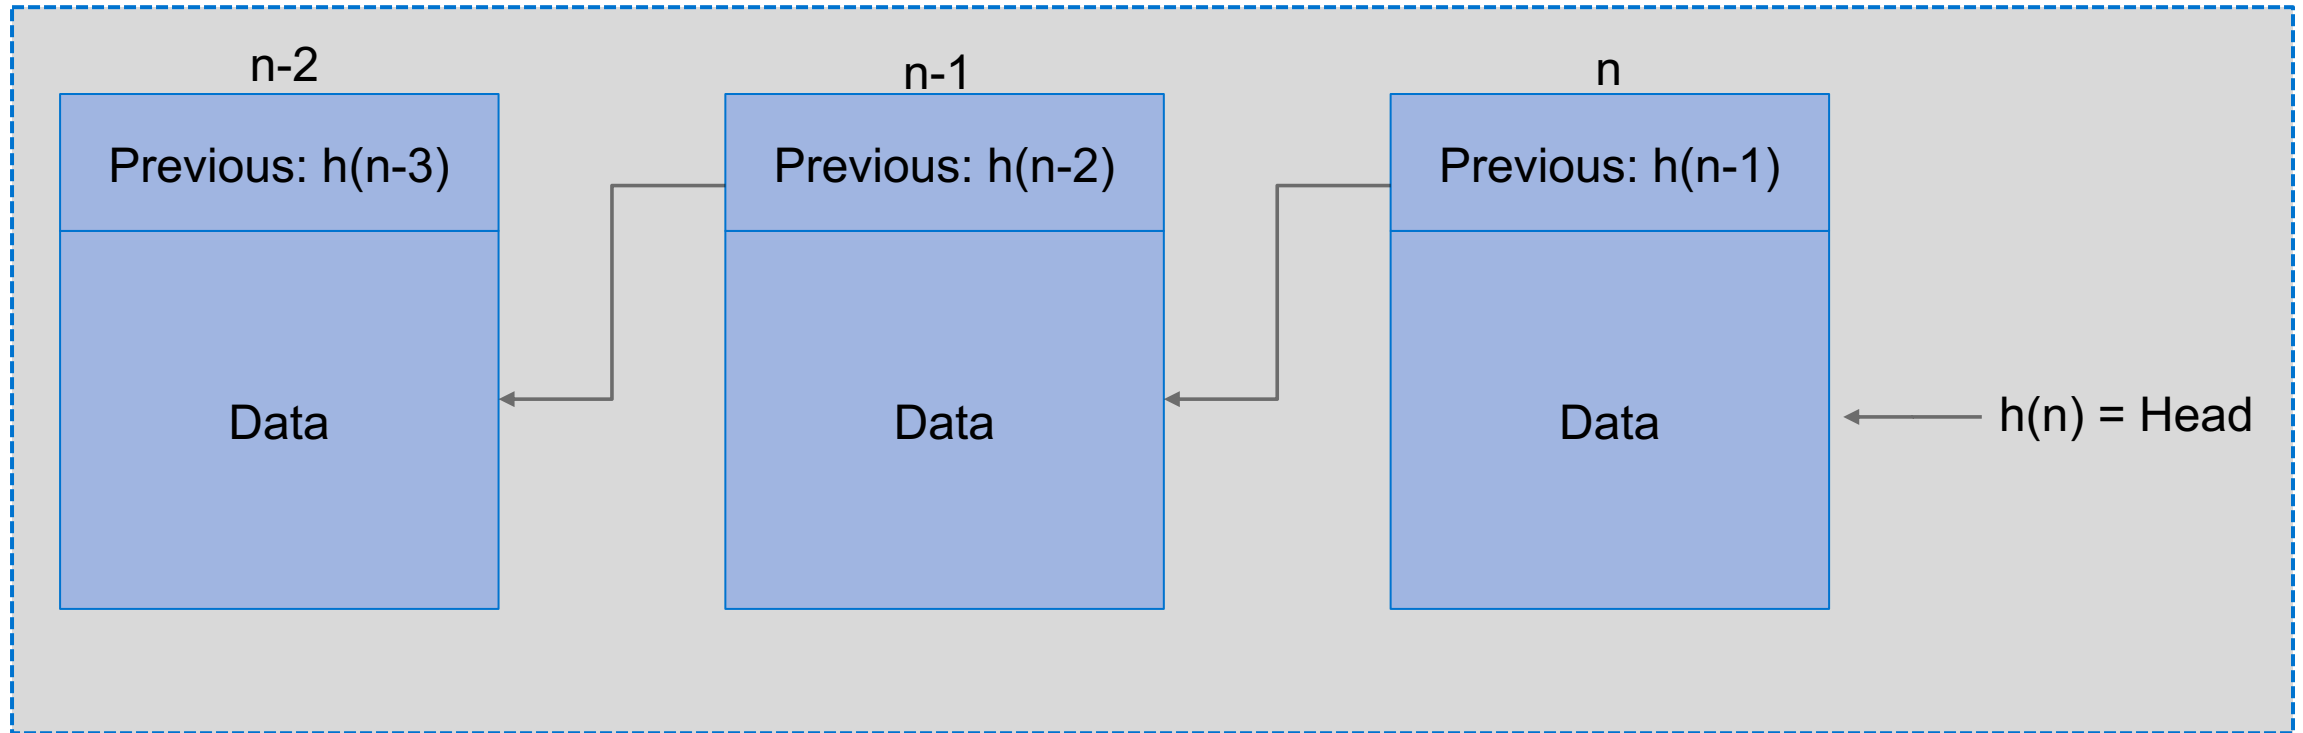 n-2
n-1
n
Previous: h(n-3)
Previous: h(n-2)
Previous: h(n-1)
Data
Data
Data
h(n) = Head